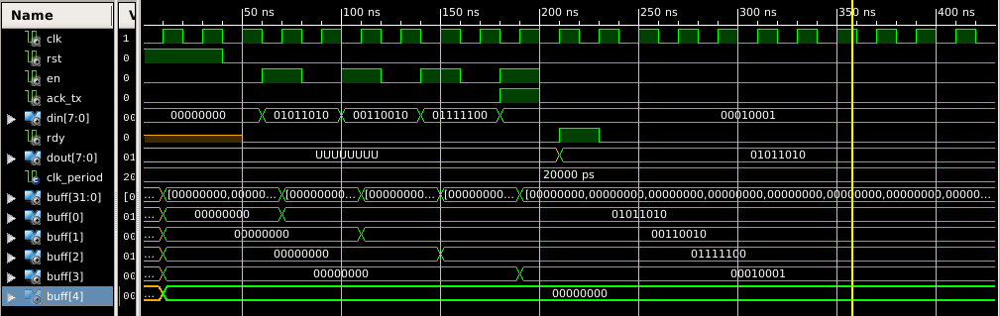 Name V 50 ns 100 ns 150 ns 200 ns 250 ns 300 ns 350 ns 400 ns
clk 1
rst 0
en 0
ack_tx 0
din[7:0] 00 00000000 01011010 00110010 01111100 00010001
rdy 0
dout[7:0] 01 UUUUUUUU 01011010
clk_period 20 20000 ps
buff[31:0] [0 ... [00000000,00000... [00000000... [00000000... [00000000... [00000000,00000000,00000000,00000000,00000000,00000000,00000000,00000...
buff[0] 01 ... 00000000 01011010
buff[1] 00 ... 00000000 00110010
buff[2] 01 ... 00000000 01111100
buff[3] 00 ... 00000000 00010001
buff[4] 00 ... 00000000